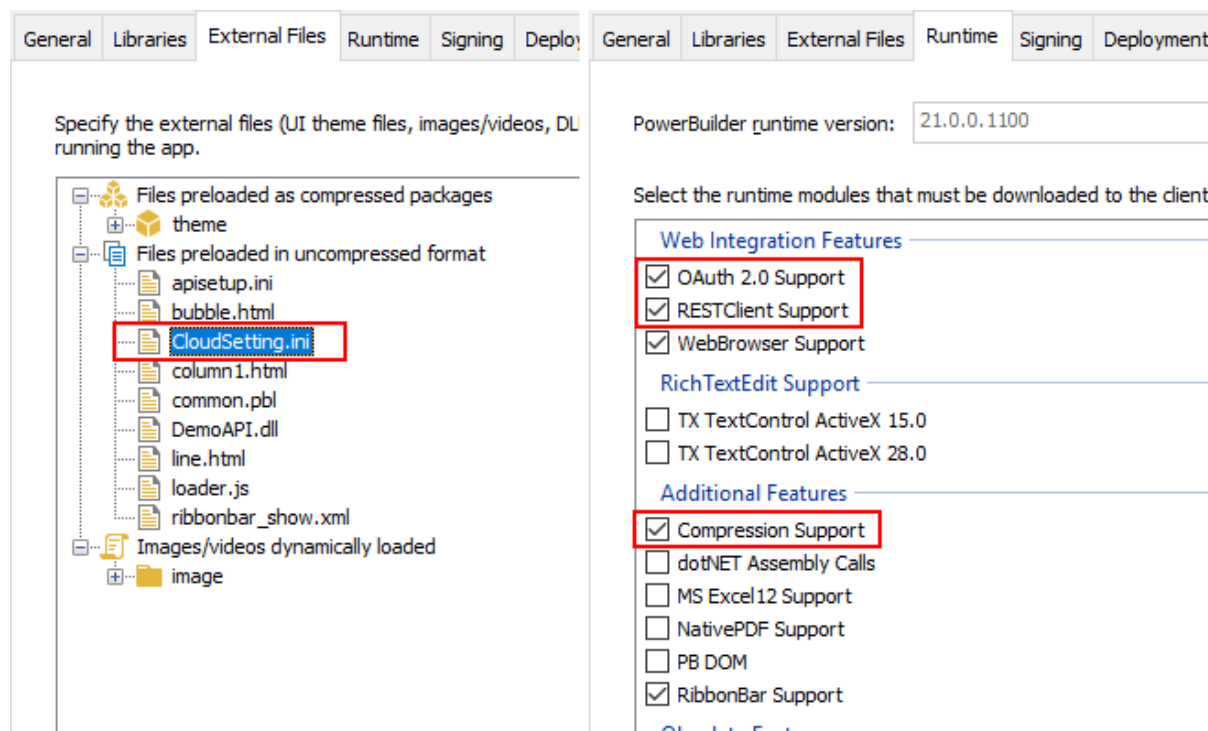 General Libraries External Files Runtime Signing Deploy
Specify the external files (UI theme files, images/videos, DL
running the app.
Files preloaded as compressed packages
theme
Files preloaded in uncompressed format
apisetup.ini
bubble.html
CloudSetting.ini
column1.html
common.pbl
DemoAPI.dll
line.html
loader.js
ribbonbar_show.xml
Images/videos dynamically loaded
image
General Libraries External Files Runtime Signing Deployment
PowerBuilder runtime version: 21.0.0.1100
Select the runtime modules that must be downloaded to the client
Web Integration Features
OAuth 2.0 Support
RESTClient Support
WebBrowser Support
RichTextEdit Support
TX TextControl ActiveX 15.0
TX TextControl ActiveX 28.0
Additional Features
Compression Support
dotNET Assembly Calls
MS Excel12 Support
NativePDF Support
PB DOM
RibbonBar Support